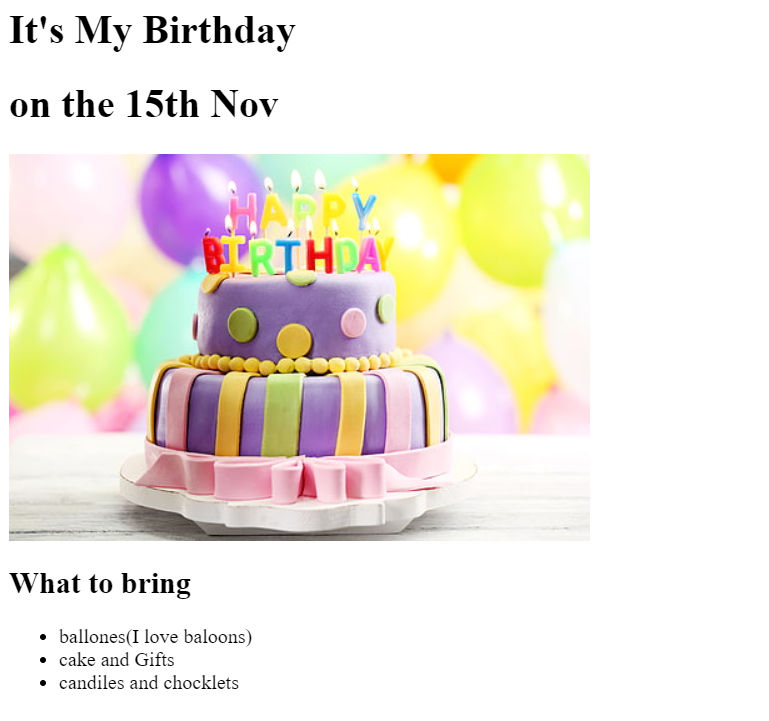 It's My Birthday
on the 15th Nov
HAPPY
BIRTHDAY
What to bring
ballones(I love baloons)
cake and Gifts
candiles and chocklets